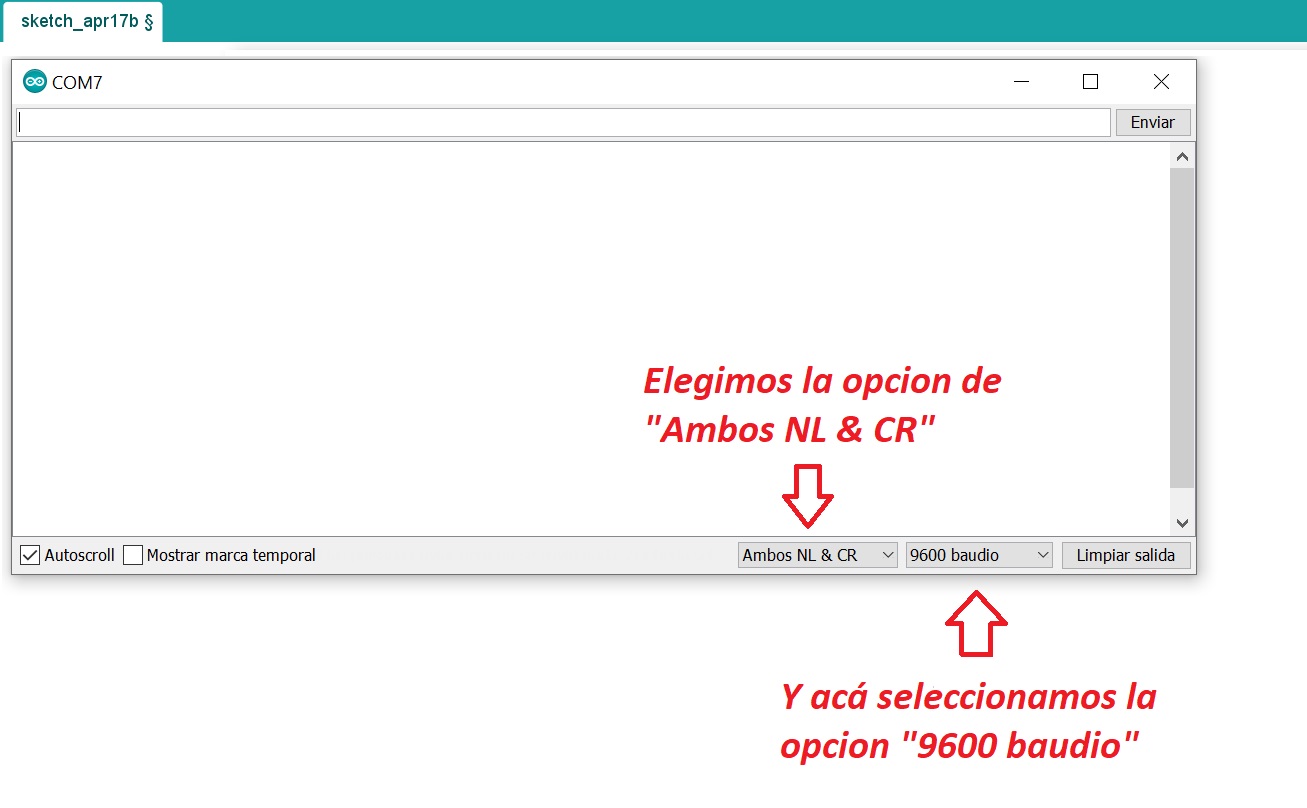 sketch_apr17b §
COM7
Enviar
Elegimos la opcion de
"Ambos NL & CR"
Autoscroll Mostrar marca temporal Ambos NL & CR 9600 baudio Limpiar salida
Y acá seleccionamos la
opcion "9600 baudio"